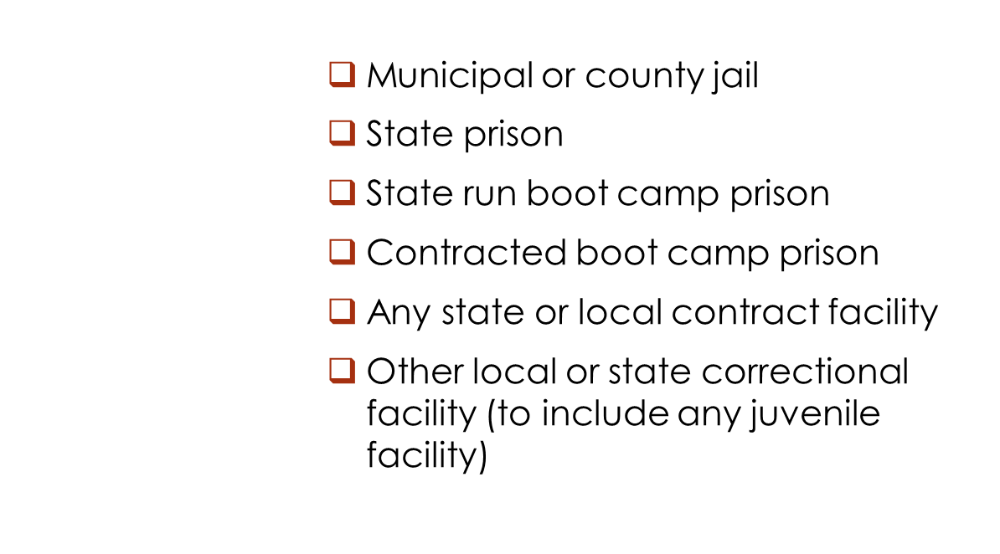 ❑ Municipal or county jail
❑ State prison
❑ State run boot camp prison
❑ Contracted boot camp prison
❑ Any state or local contract facility
❑ Other local or state correctional
facility (to include any juvenile
facility)